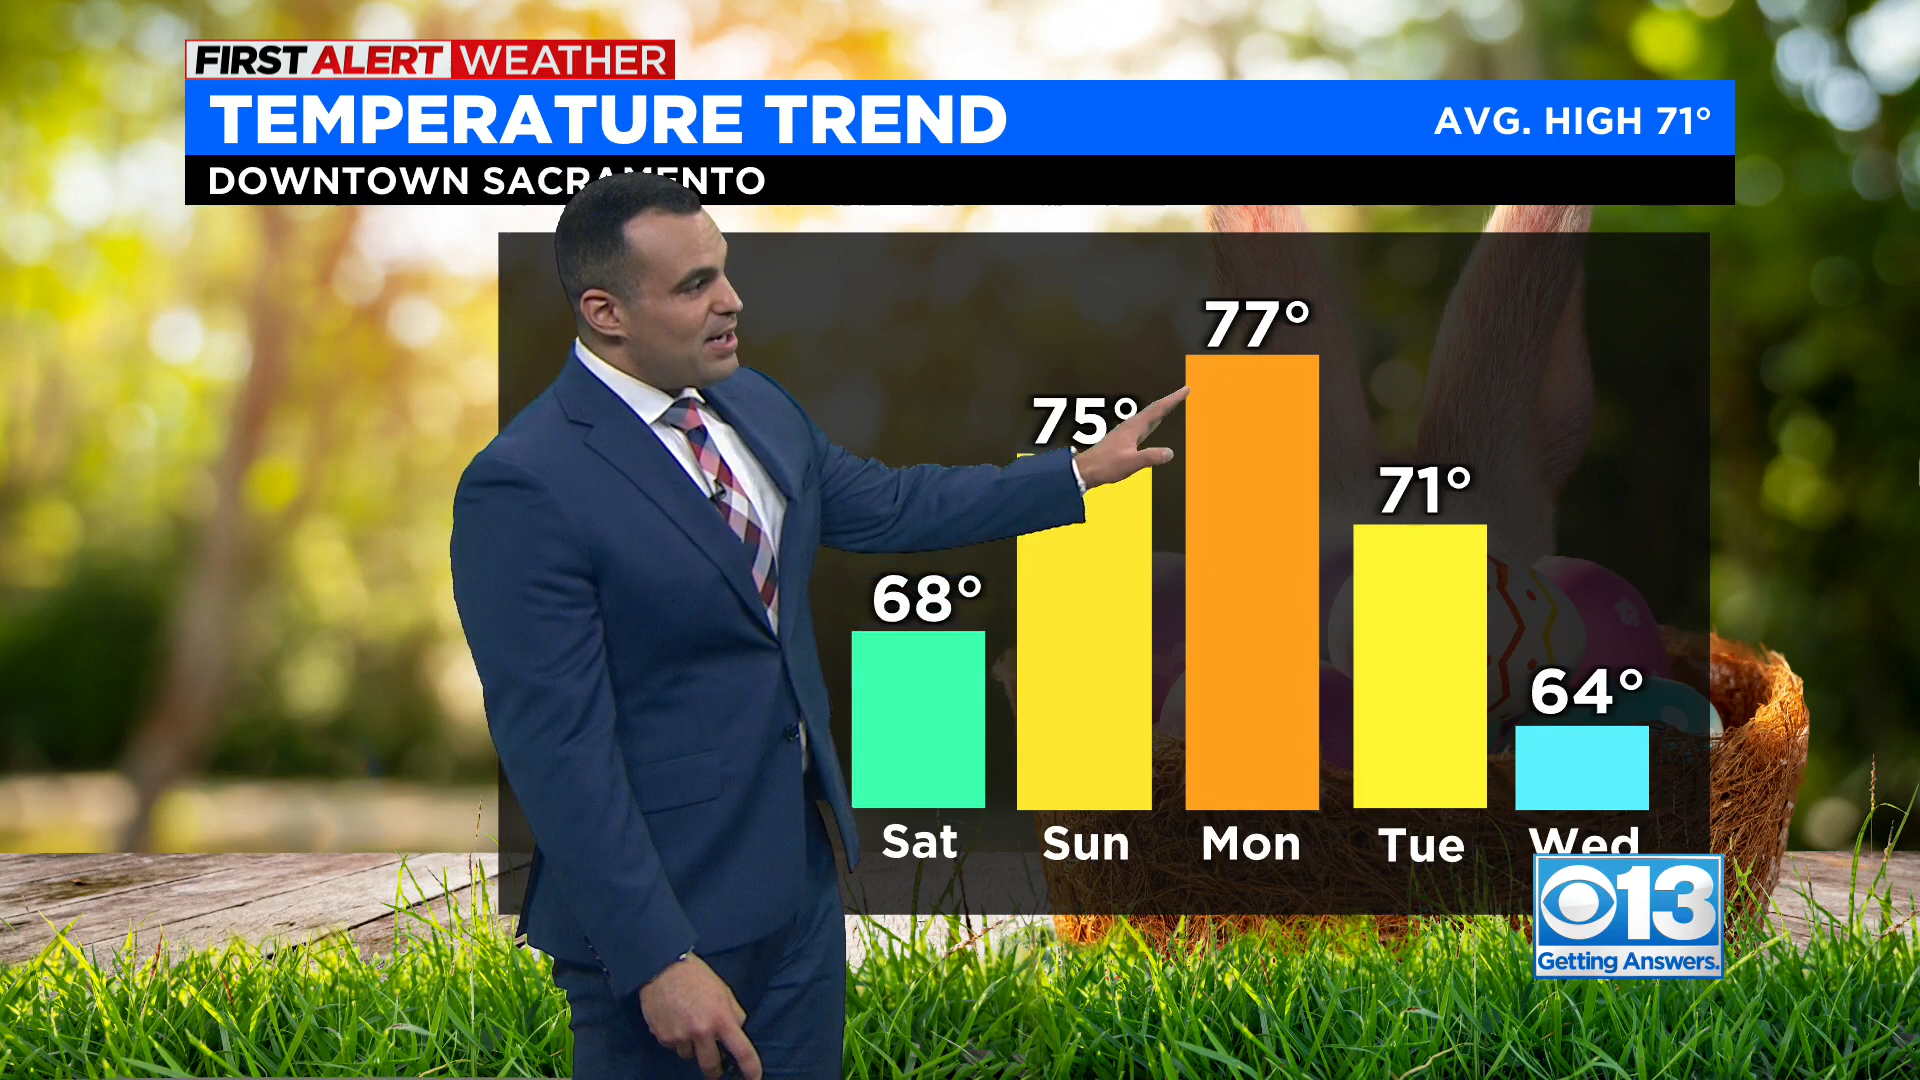 FIRST ALERT WEATHER
TEMPERATURE TREND
AVG. HIGH 71°
DOWNTOWN SACRAMENTO
68°
75°
77°
71°
64°
Sat
Sun
Mon
Tue
Wed
13
Getting Answers.